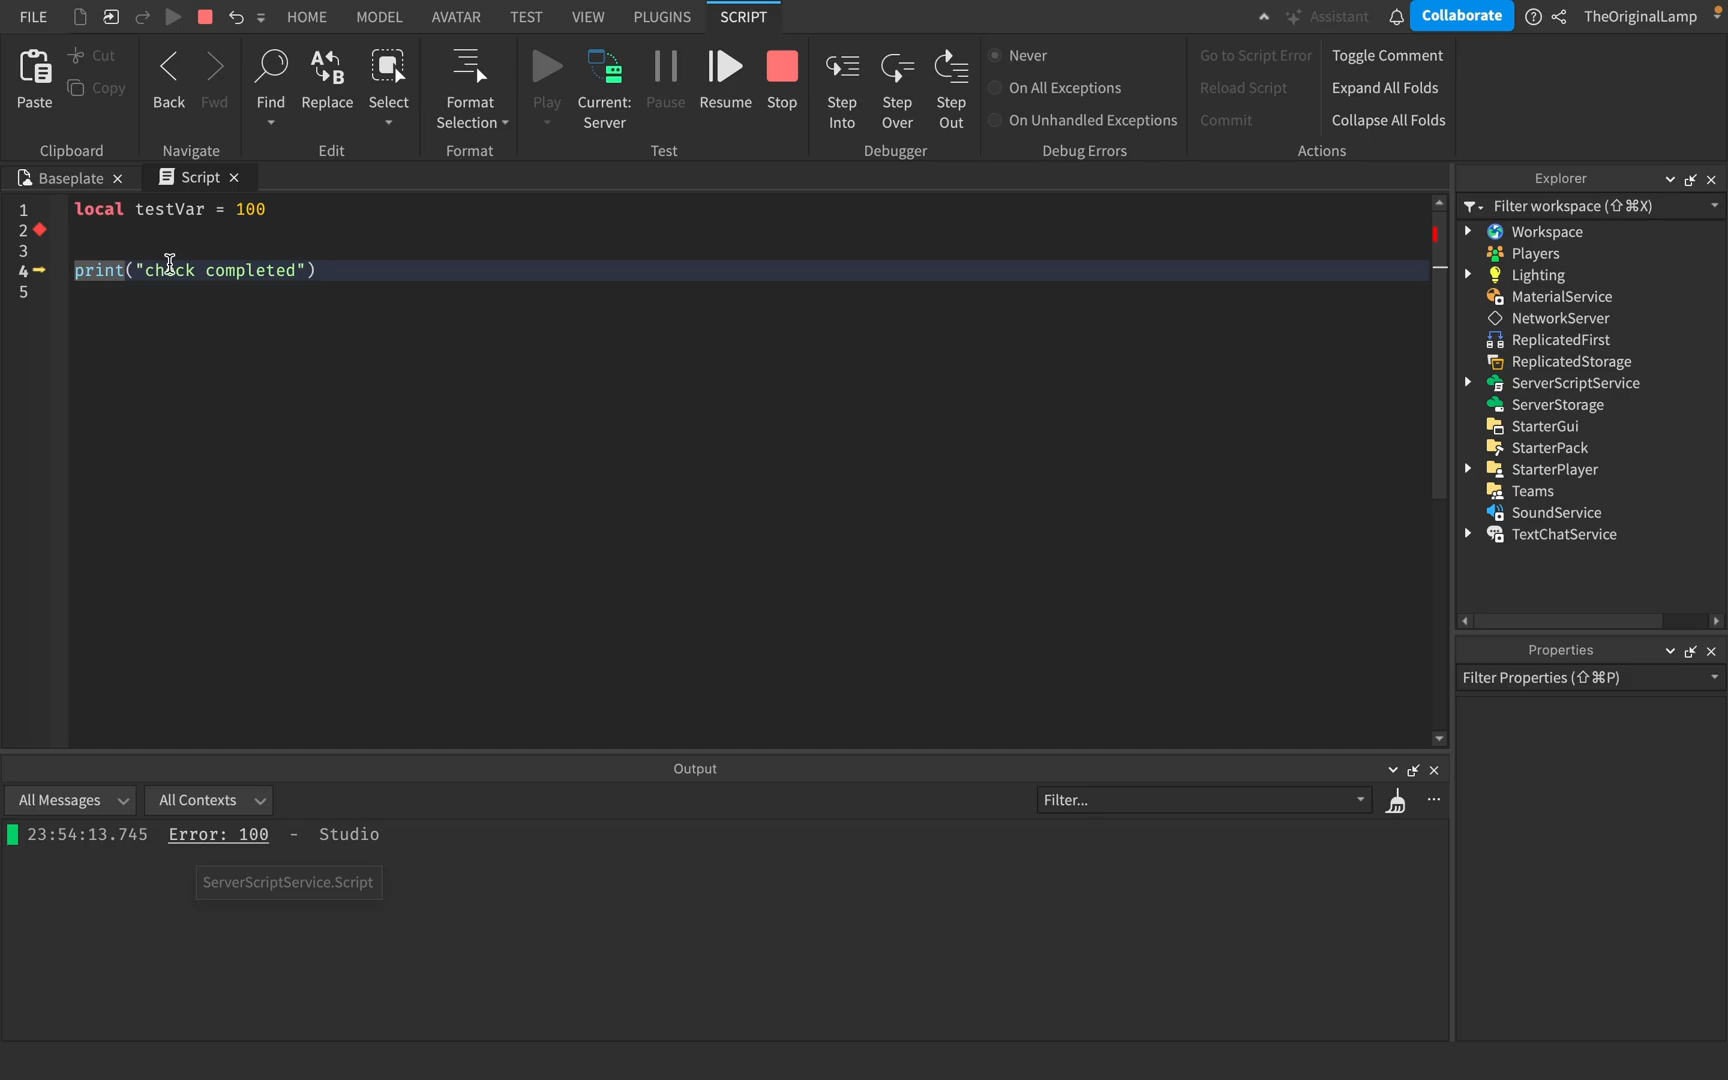 FILE HOME MODEL AVATAR TEST VIEW PLUGINS SCRIPT Assistant Collaborate TheOriginalLamp
Paste Cut Copy
Clipboard
Back Fwd
Navigate
Find Replace Select
Edit
Format Selection
Format
Play Current: Server Pause Resume Stop
Test
Step Into Step Over Step Out
Debugger
Never
On All Exceptions
On Unhandled Exceptions
Debug Errors
Go to Script Error
Reload Script
Commit
Toggle Comment
Expand All Folds
Collapse All Folds
Actions
Baseplate Script
1 local testVar = 100
2
3
4 print("check completed")
5
Explorer
Filter workspace (⇧⌘X)
Workspace
Players
Lighting
MaterialService
NetworkServer
ReplicatedFirst
ReplicatedStorage
ServerScriptService
ServerStorage
StarterGui
StarterPack
StarterPlayer
Teams
SoundService
TextChatService
Properties
Filter Properties (⇧⌘P)
Output
All Messages All Contexts Filter...
23:54:13.745 Error: 100 - Studio
ServerScriptService.Script